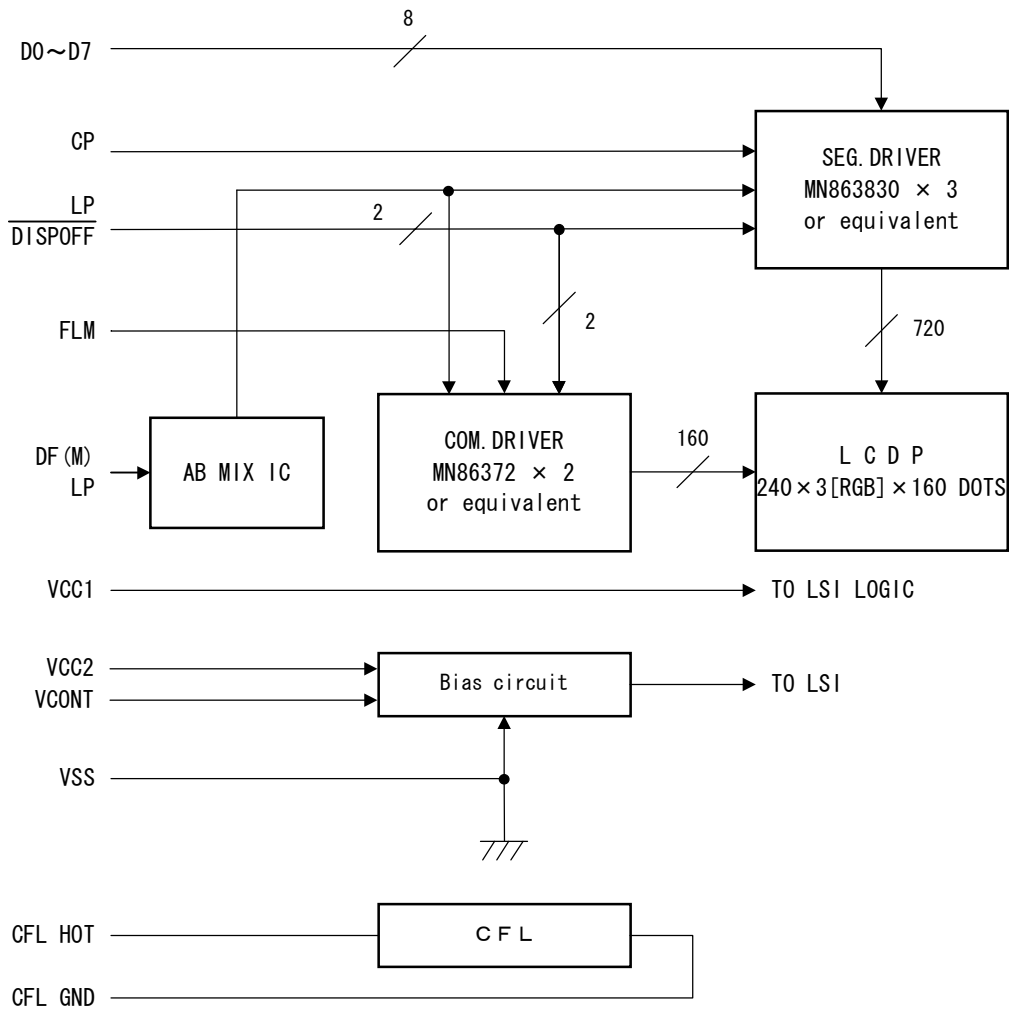 8
D0～D7
CP
SEG.DRIVER
MN863830 × 3
or equivalent
LP
DISPOFF
2
2
FLM
720
DF(M)
LP
AB MIX IC
COM.DRIVER
MN86372 × 2
or equivalent
160
L C D P
240×3[RGB]×160 DOTS
VCC1
TO LSI LOGIC
VCC2
VCONT
Bias circuit
TO LSI
VSS
CFL HOT
CFL
CFL GND